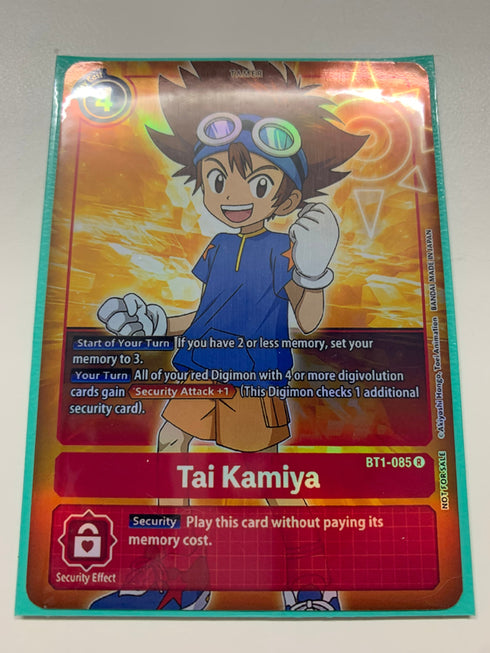 TAMER
4
Start of Your Turn If you have 2 or less memory, set your
memory to 3.
Your Turn All of your red Digimon with 4 or more digivolution
cards gain Security Attack +1 (This Digimon checks 1 additional
security card).
© Akiyoshi Hongo, Toei Animation BANDAI MADE IN JAPAN
BT1-085 R
Tai Kamiya
NOT FOR SALE
Security Play this card without paying its
memory cost.
Security Effect